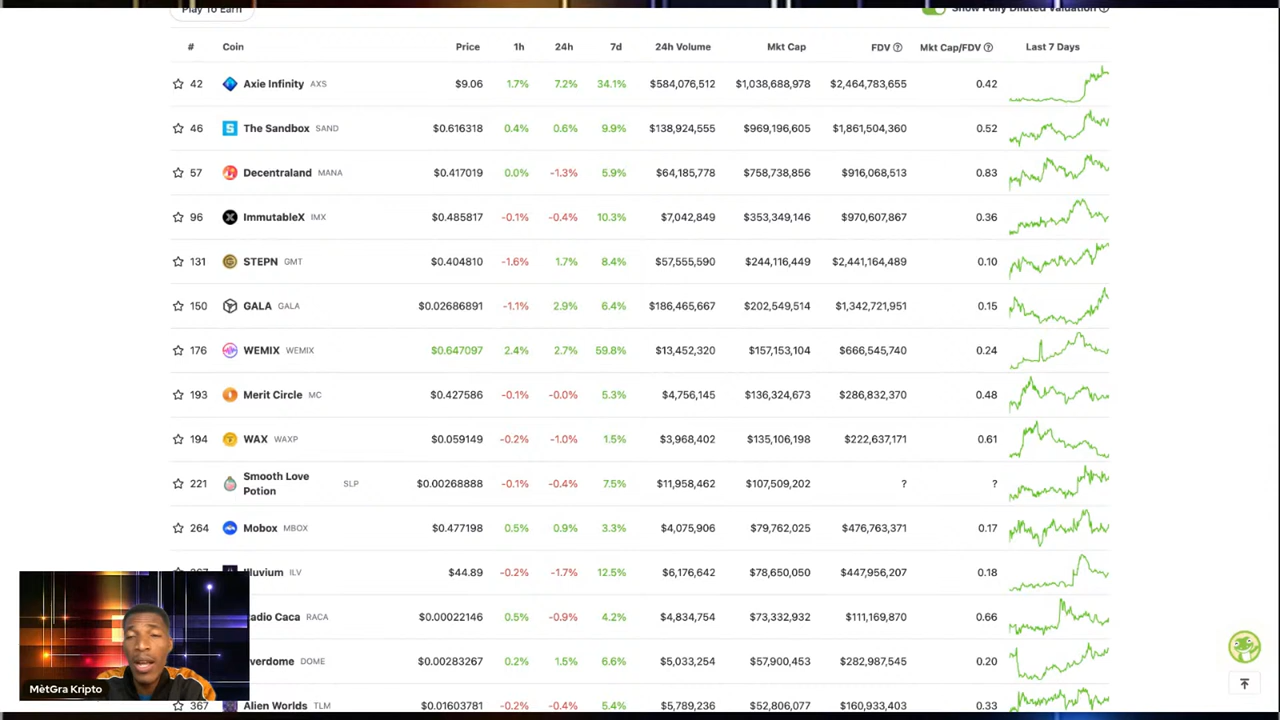 Play To Earn Show Fully Diluted Valuation
# Coin Price 1h 24h 7d 24h Volume Mkt Cap FDV Mkt Cap/FDV Last 7 Days
42 Axie Infinity AXS $9.06 1.7% 7.2% 34.1% $584,076,512 $1,038,688,978 $2,464,783,655 0.42
46 The Sandbox SAND $0.616318 0.4% 0.6% 9.9% $138,924,555 $969,196,605 $1,861,504,360 0.52
57 Decentraland MANA $0.417019 0.0% -1.3% 5.9% $64,185,778 $758,738,856 $916,068,513 0.83
96 ImmutableX IMX $0.485817 -0.1% -0.4% 10.3% $7,042,849 $353,349,146 $970,607,867 0.36
131 STEPN GMT $0.404810 -1.6% 1.7% 8.4% $57,555,590 $244,116,449 $2,441,164,489 0.10
150 GALA GALA $0.02686891 -1.1% 2.9% 6.4% $186,465,667 $202,549,514 $1,342,721,951 0.15
176 WEMIX WEMIX $0.647097 2.4% 2.7% 59.8% $13,452,320 $157,153,104 $666,545,740 0.24
193 Merit Circle MC $0.427586 -0.1% -0.0% 5.3% $4,756,145 $136,324,673 $286,832,370 0.48
194 WAX WAXP $0.059149 -0.2% -1.0% 1.5% $3,968,402 $135,106,198 $222,637,171 0.61
221 Smooth Love Potion SLP $0.00268888 -0.1% -0.4% 7.5% $11,958,462 $107,509,202 ? ?
264 Mobox MBOX $0.477198 0.5% 0.9% 3.3% $4,075,906 $79,762,025 $476,763,371 0.17
lluvium ILV $44.89 -0.2% -1.7% 12.5% $6,176,642 $78,650,050 $447,956,207 0.18
adio Caca RACA $0.00022146 0.5% -0.9% 4.2% $4,834,754 $73,332,932 $111,169,870 0.66
verdome DOME $0.00283267 0.2% 1.5% 6.6% $5,033,254 $57,900,453 $282,987,545 0.20
367 Alien Worlds TLM $0.01603781 -0.2% -0.4% 5.4% $5,789,236 $52,806,077 $160,933,403 0.33
MètGra Kripto